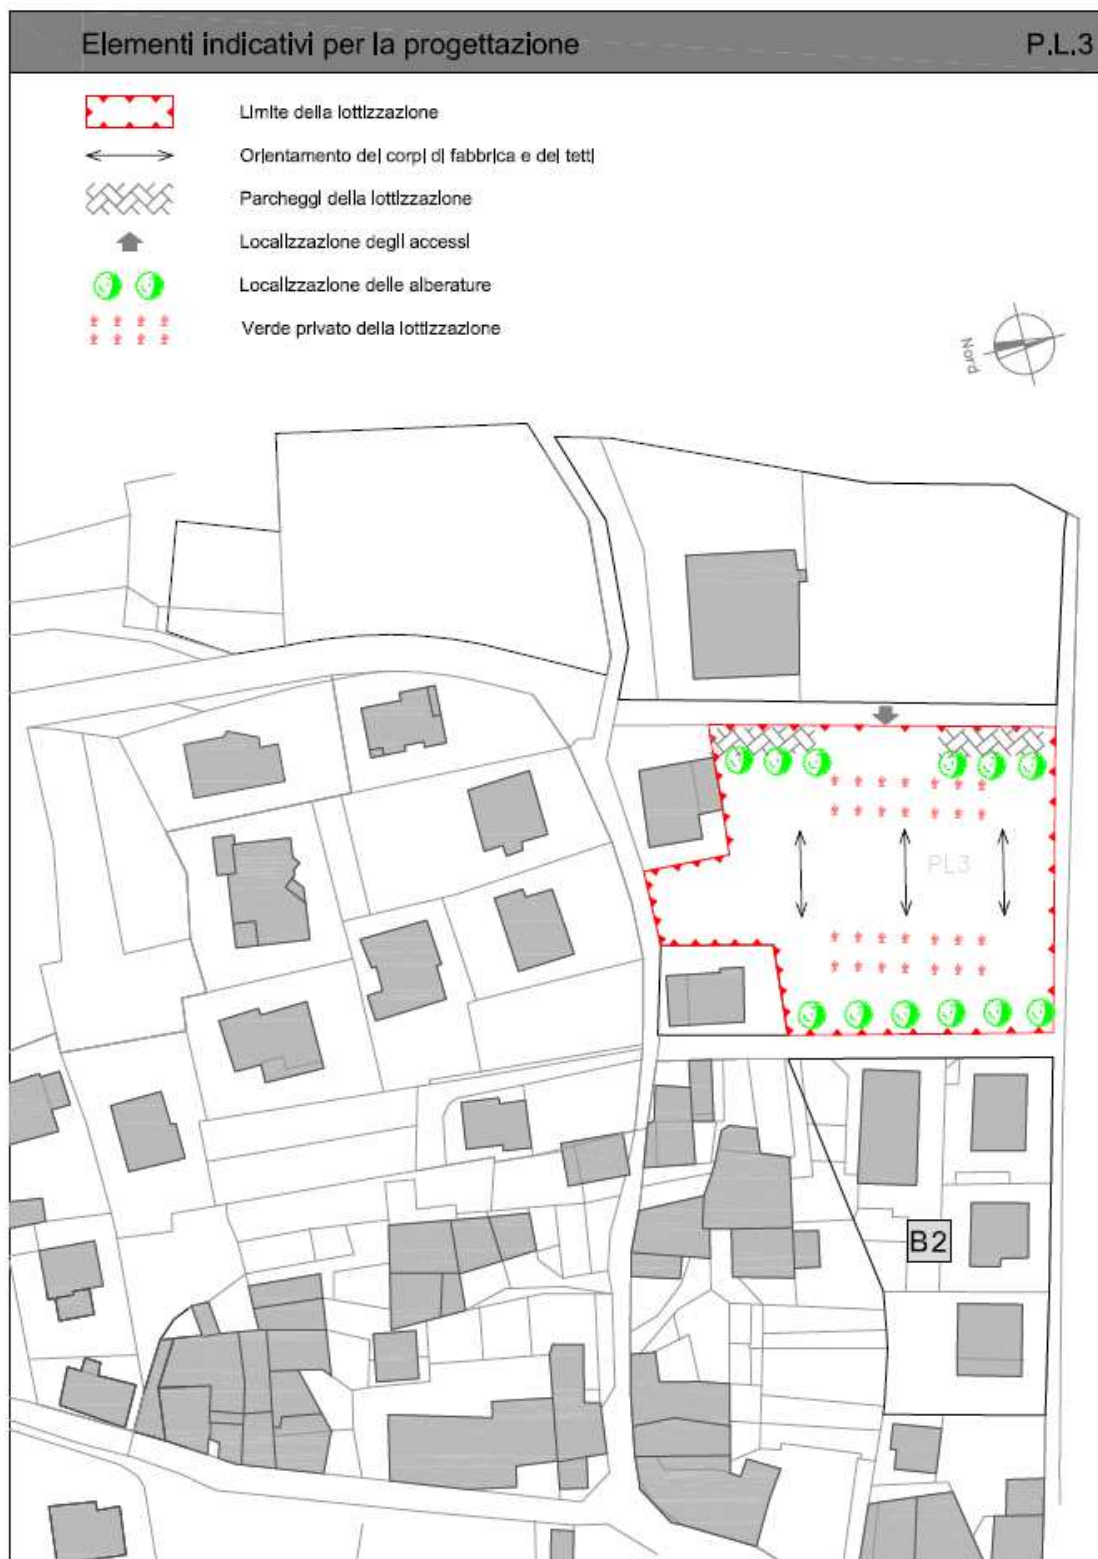 Elementi indicativi per la progettazione P.L.3
Limite della lottizzazione
Orientamento dei corpi di fabbrica e dei tetti
Parcheggi della lottizzazione
Localizzazione degli accessi
Localizzazione delle alberature
Verde privato della lottizzazione
Nord
PL3
B2